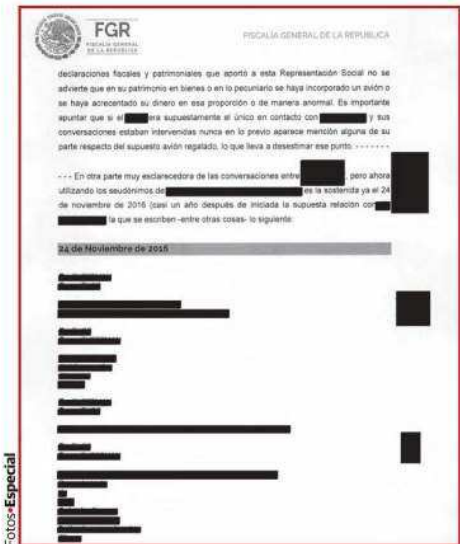 FGR
FISCALÍA GENERAL
DE LA REPÚBLICA
FISCALÍA GENERAL DE LA REPÚBLICA
declaraciones fiscales y patrimoniales que aportó a esta Representación Social no se
advierte que en su patrimonio en bienes o en lo pecuniario se haya incorporado un avión o
se haya acrecentado su dinero en esa proporción o de manera anormal. Es importante
apuntar que si el era supuestamente el único en contacto con y sus
conversaciones estaban intervenidas nunca en lo previo aparece mención alguna de su
parte respecto del supuesto avión regalado, lo que lleva a desestimar ese punto. - - - - - - -
- - - En otra parte muy esclarecedora de las conversaciones entre , pero ahora
utilizando los seudónimos de es la sostenida ya el 24
de noviembre de 2016 (casi un año después de iniciada la supuesta relación con
la que se escriben -entre otras cosas- lo siguiente:
24 de Noviembre de 2016
Fotos•Especial